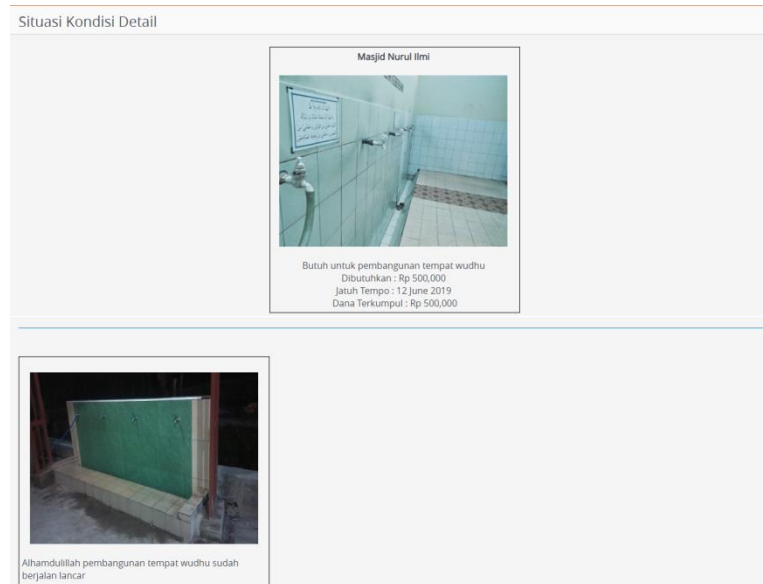 Situasi Kondisi Detail
Masjid Nurul Ilmi
Butuh untuk pembangunan tempat wudhu
Dibutuhkan : Rp 500,000
Jatuh Tempo : 12 June 2019
Dana Terkumpul : Rp 500,000
Alhamdulillah pembangunan tempat wudhu sudah
berjalan lancar